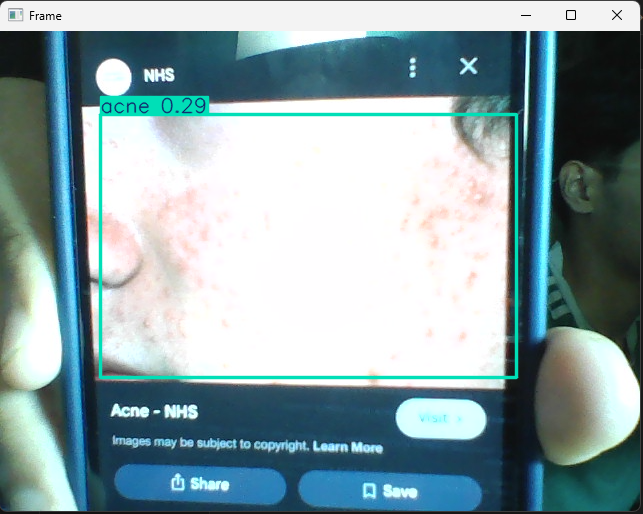 Frame
NHS
acne 0.29
Acne - NHS
Visit >
Images may be subject to copyright. Learn More
Share
Save